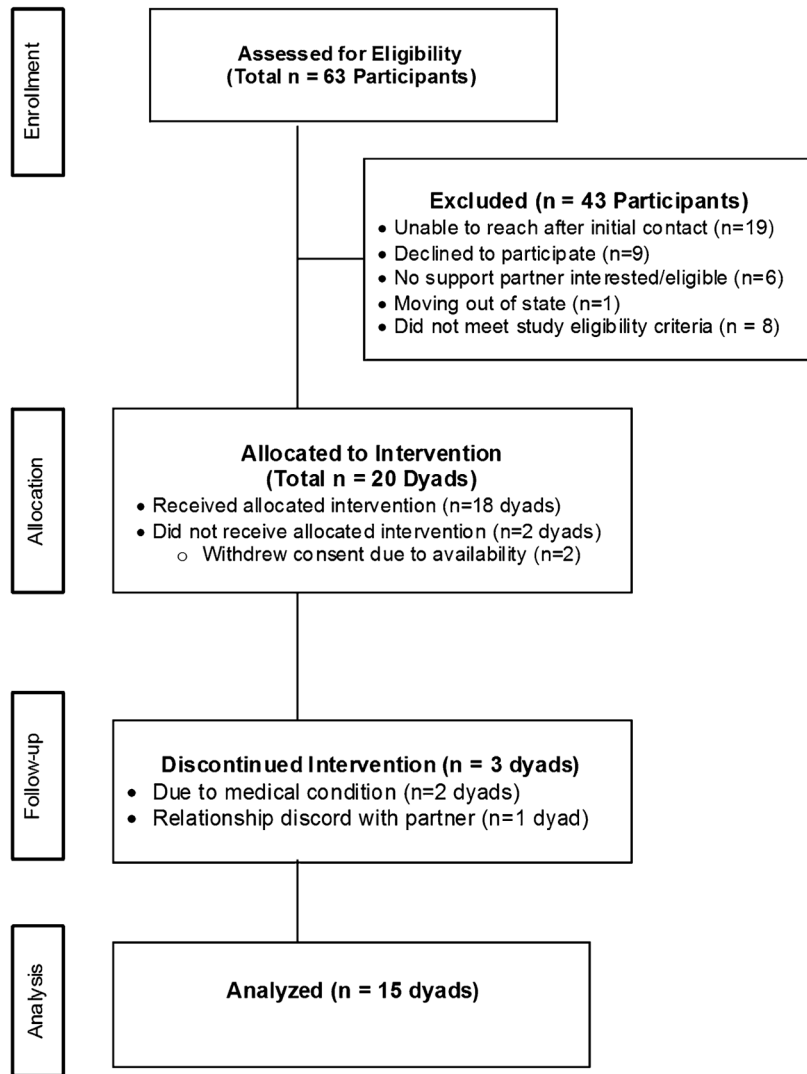 Enrollment
Assessed for Eligibility
(Total n = 63 Participants)
Excluded (n = 43 Participants)
• Unable to reach after initial contact (n=19)
• Declined to participate (n=9)
• No support partner interested/eligible (n=6)
• Moving out of state (n=1)
• Did not meet study eligibility criteria (n = 8)
Allocation
Allocated to Intervention
(Total n = 20 Dyads)
• Received allocated intervention (n=18 dyads)
• Did not receive allocated intervention (n=2 dyads)
o Withdrew consent due to availability (n=2)
Follow-up
Discontinued Intervention (n = 3 dyads)
• Due to medical condition (n=2 dyads)
• Relationship discord with partner (n=1 dyad)
Analysis
Analyzed (n = 15 dyads)